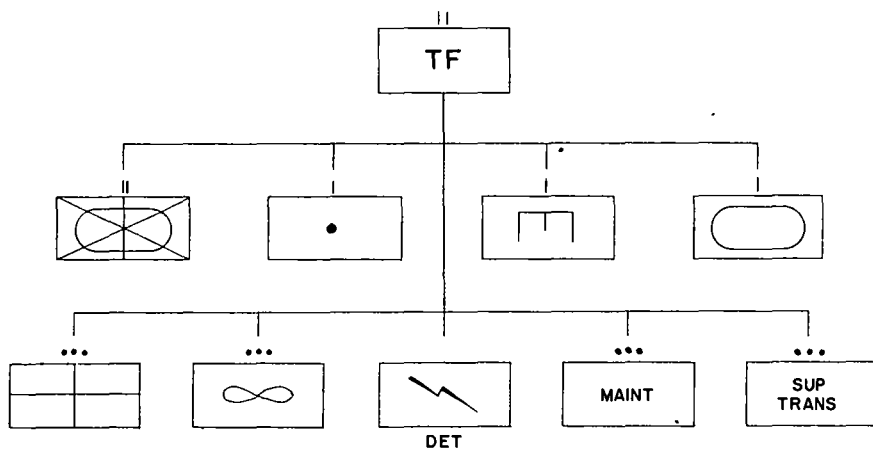 TF
MAINT
SUP
TRANS
DET